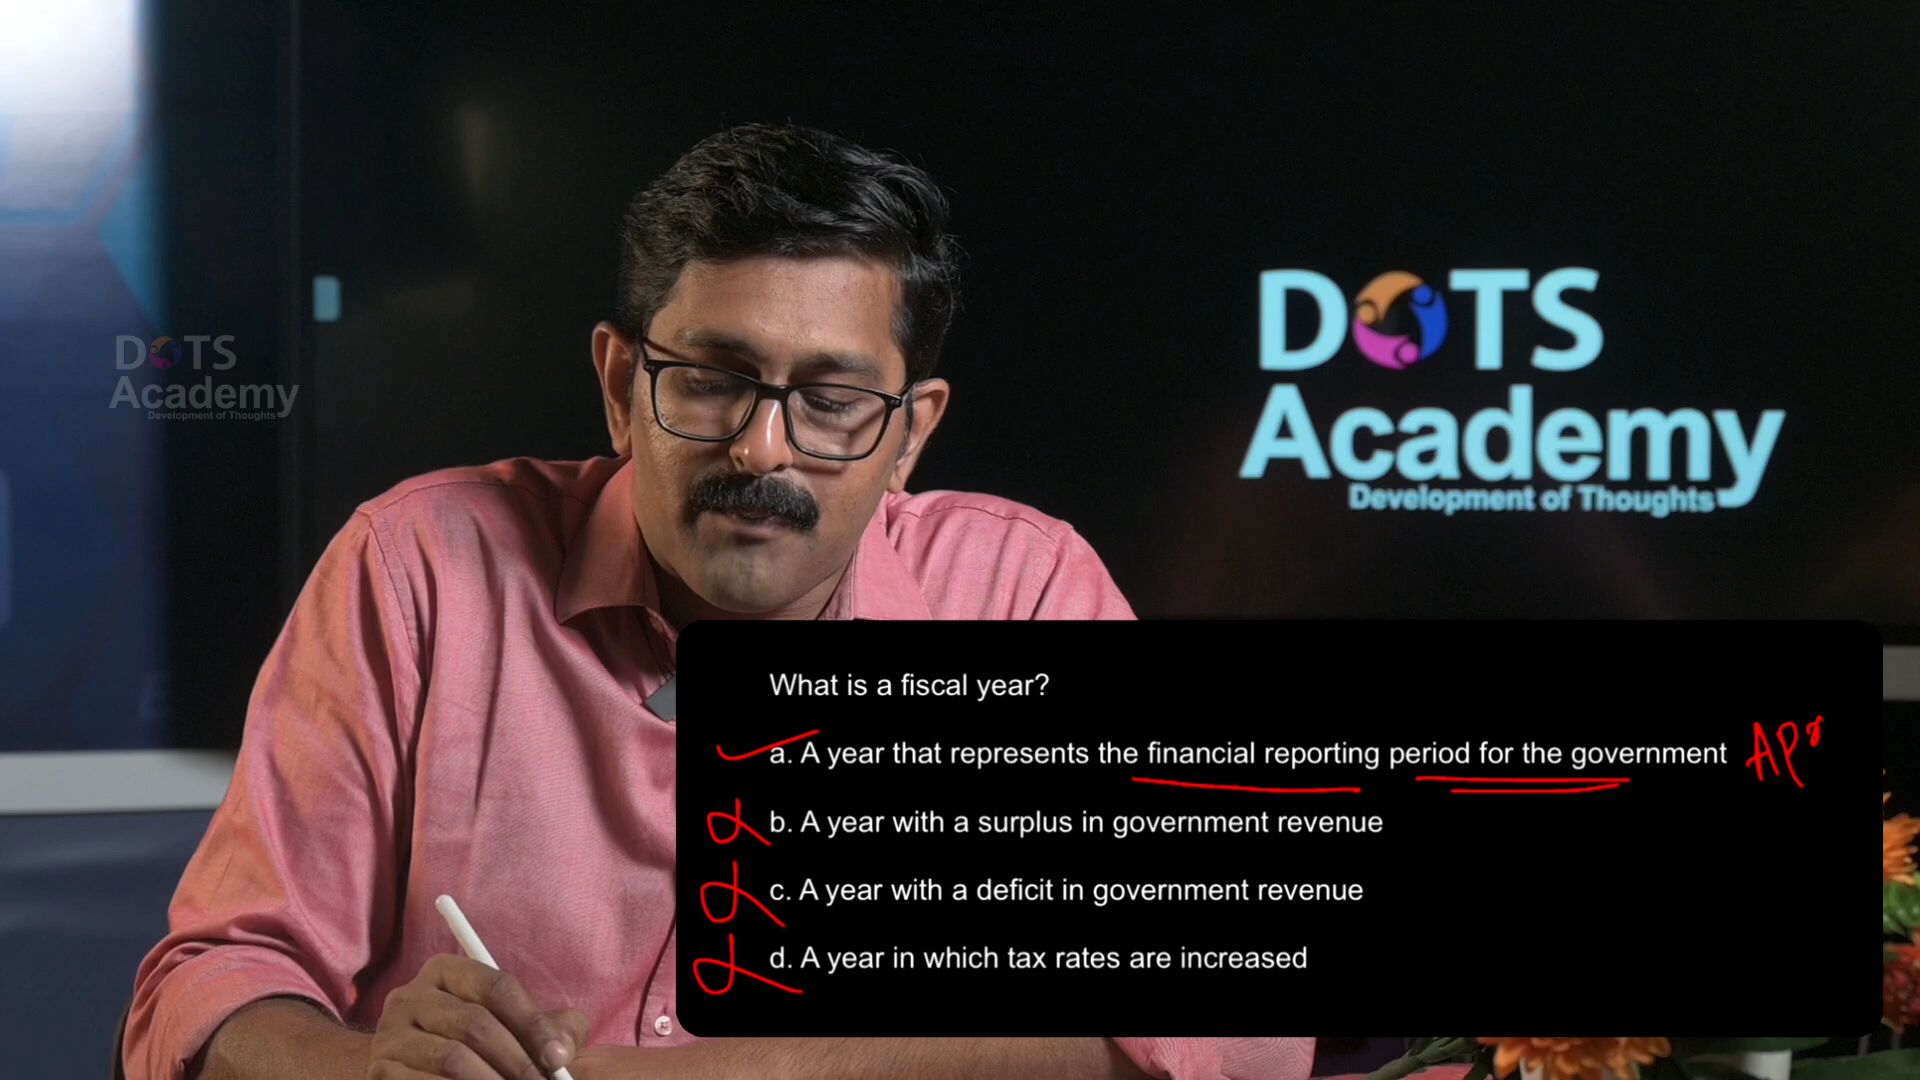 DOTS
Academy
Development of Thoughts
DOTS
Academy
Development of Thoughts
What is a fiscal year?
a. A year that represents the financial reporting period for the government Apr
b. A year with a surplus in government revenue
c. A year with a deficit in government revenue
d. A year in which tax rates are increased